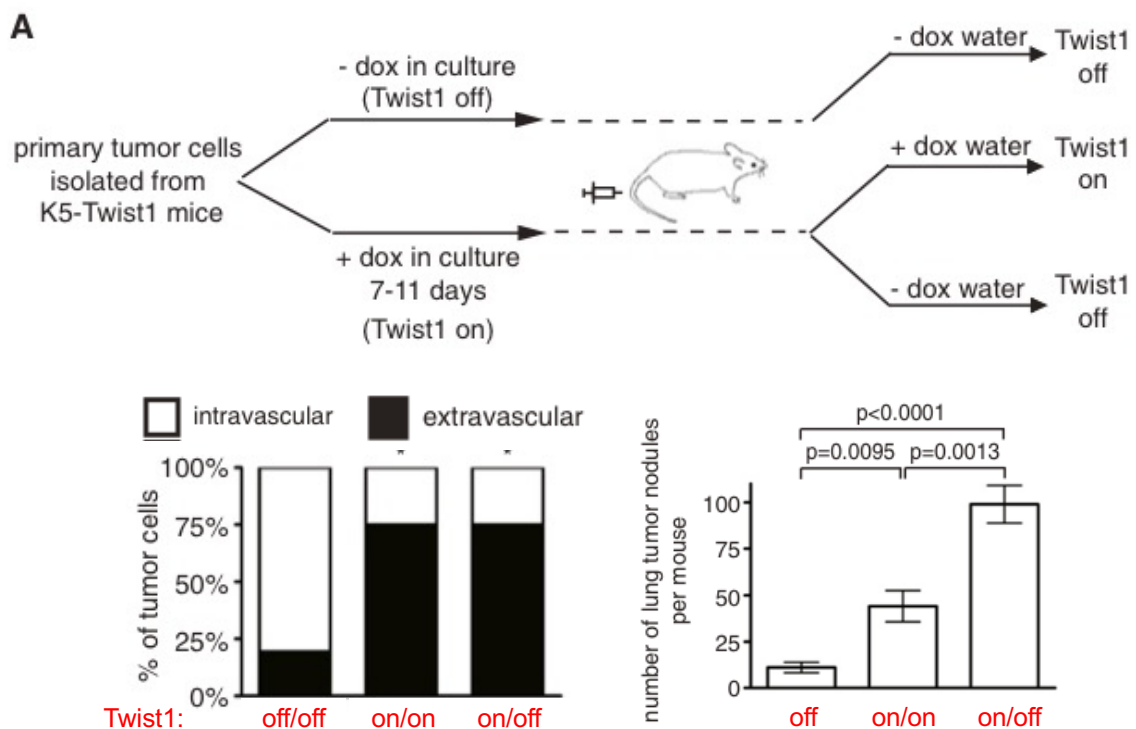 A
- dox in culture
(Twist1 off)
- dox water
Twist1
off
primary tumor cells
isolated from
K5-Twist1 mice
+ dox water
Twist1
on
+ dox in culture
7-11 days
(Twist1 on)
- dox water
Twist1
off
intravascular
extravascular
% of tumor cells
100%
75%
50%
25%
0%
*
*
Twist1:
off/off
on/on
on/off
p<0.0001
p=0.0095
p=0.0013
number of lung tumor nodules
per mouse
100
75
50
25
0
off
on/on
on/off